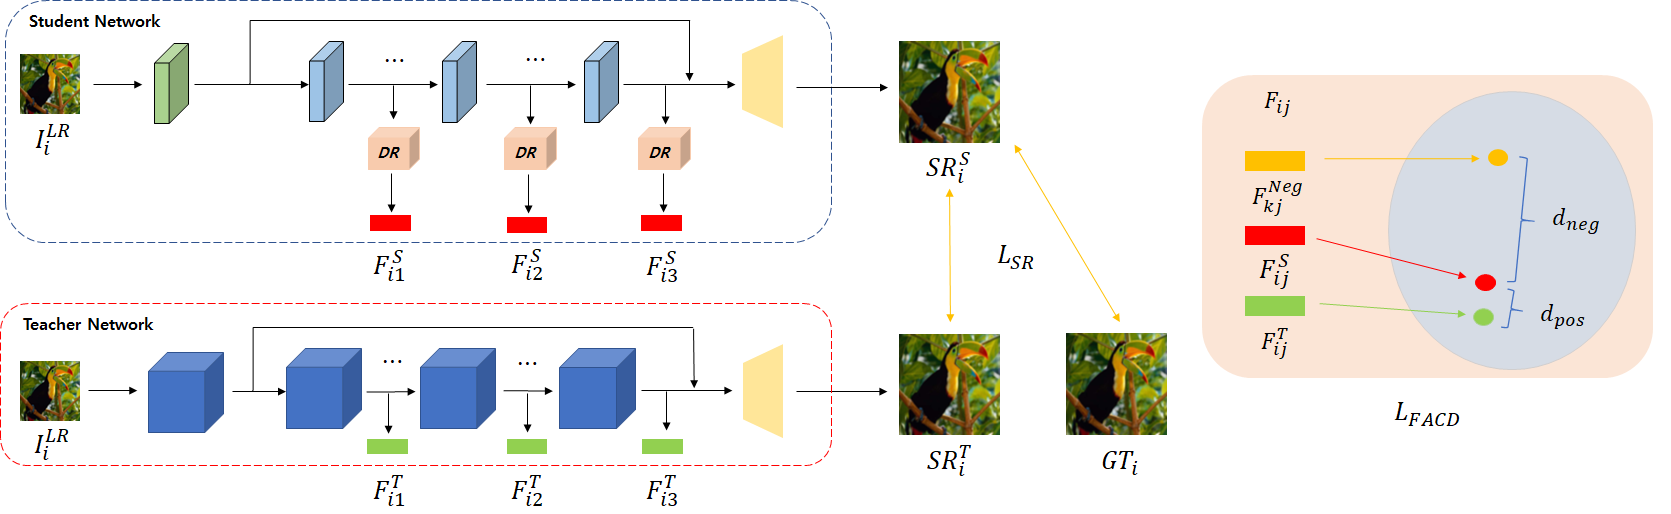 Student Network
...
...
I_i^{LR}
DR
DR
DR
F_{i1}^S
F_{i2}^S
F_{i3}^S
Teacher Network
...
...
I_i^{LR}
F_{i1}^T
F_{i2}^T
F_{i3}^T
SR_i^S
L_{SR}
SR_i^T
GT_i
F_{ij}
F_{kj}^{Neg}
F_{ij}^S
F_{ij}^T
d_{neg}
d_{pos}
L_{FACD}